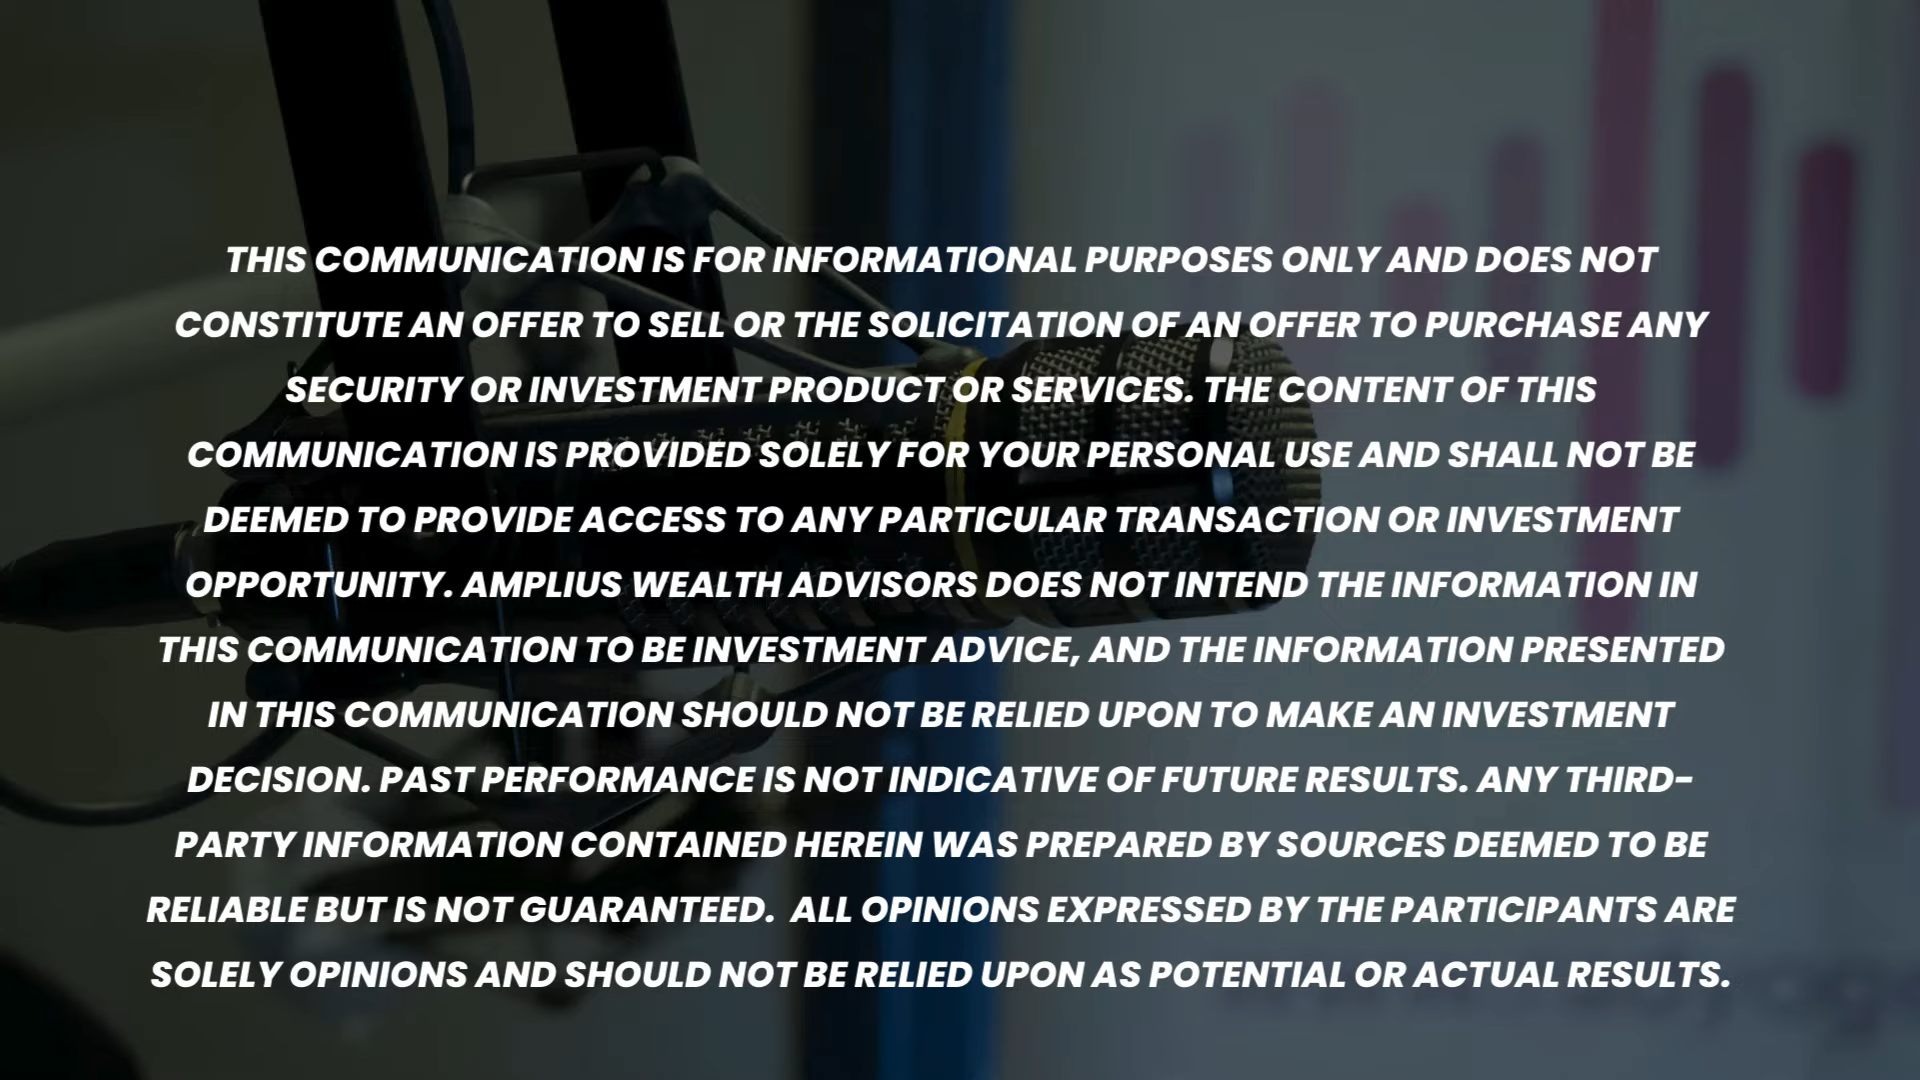 THIS COMMUNICATION IS FOR INFORMATIONAL PURPOSES ONLY AND DOES NOT
CONSTITUTE AN OFFER TO SELL OR THE SOLICITATION OF AN OFFER TO PURCHASE ANY
SECURITY OR INVESTMENT PRODUCT OR SERVICES. THE CONTENT OF THIS
COMMUNICATION IS PROVIDED SOLELY FOR YOUR PERSONAL USE AND SHALL NOT BE
DEEMED TO PROVIDE ACCESS TO ANY PARTICULAR TRANSACTION OR INVESTMENT
OPPORTUNITY. AMPLIUS WEALTH ADVISORS DOES NOT INTEND THE INFORMATION IN
THIS COMMUNICATION TO BE INVESTMENT ADVICE, AND THE INFORMATION PRESENTED
IN THIS COMMUNICATION SHOULD NOT BE RELIED UPON TO MAKE AN INVESTMENT
DECISION. PAST PERFORMANCE IS NOT INDICATIVE OF FUTURE RESULTS. ANY THIRD-
PARTY INFORMATION CONTAINED HEREIN WAS PREPARED BY SOURCES DEEMED TO BE
RELIABLE BUT IS NOT GUARANTEED.  ALL OPINIONS EXPRESSED BY THE PARTICIPANTS ARE
SOLELY OPINIONS AND SHOULD NOT BE RELIED UPON AS POTENTIAL OR ACTUAL RESULTS.